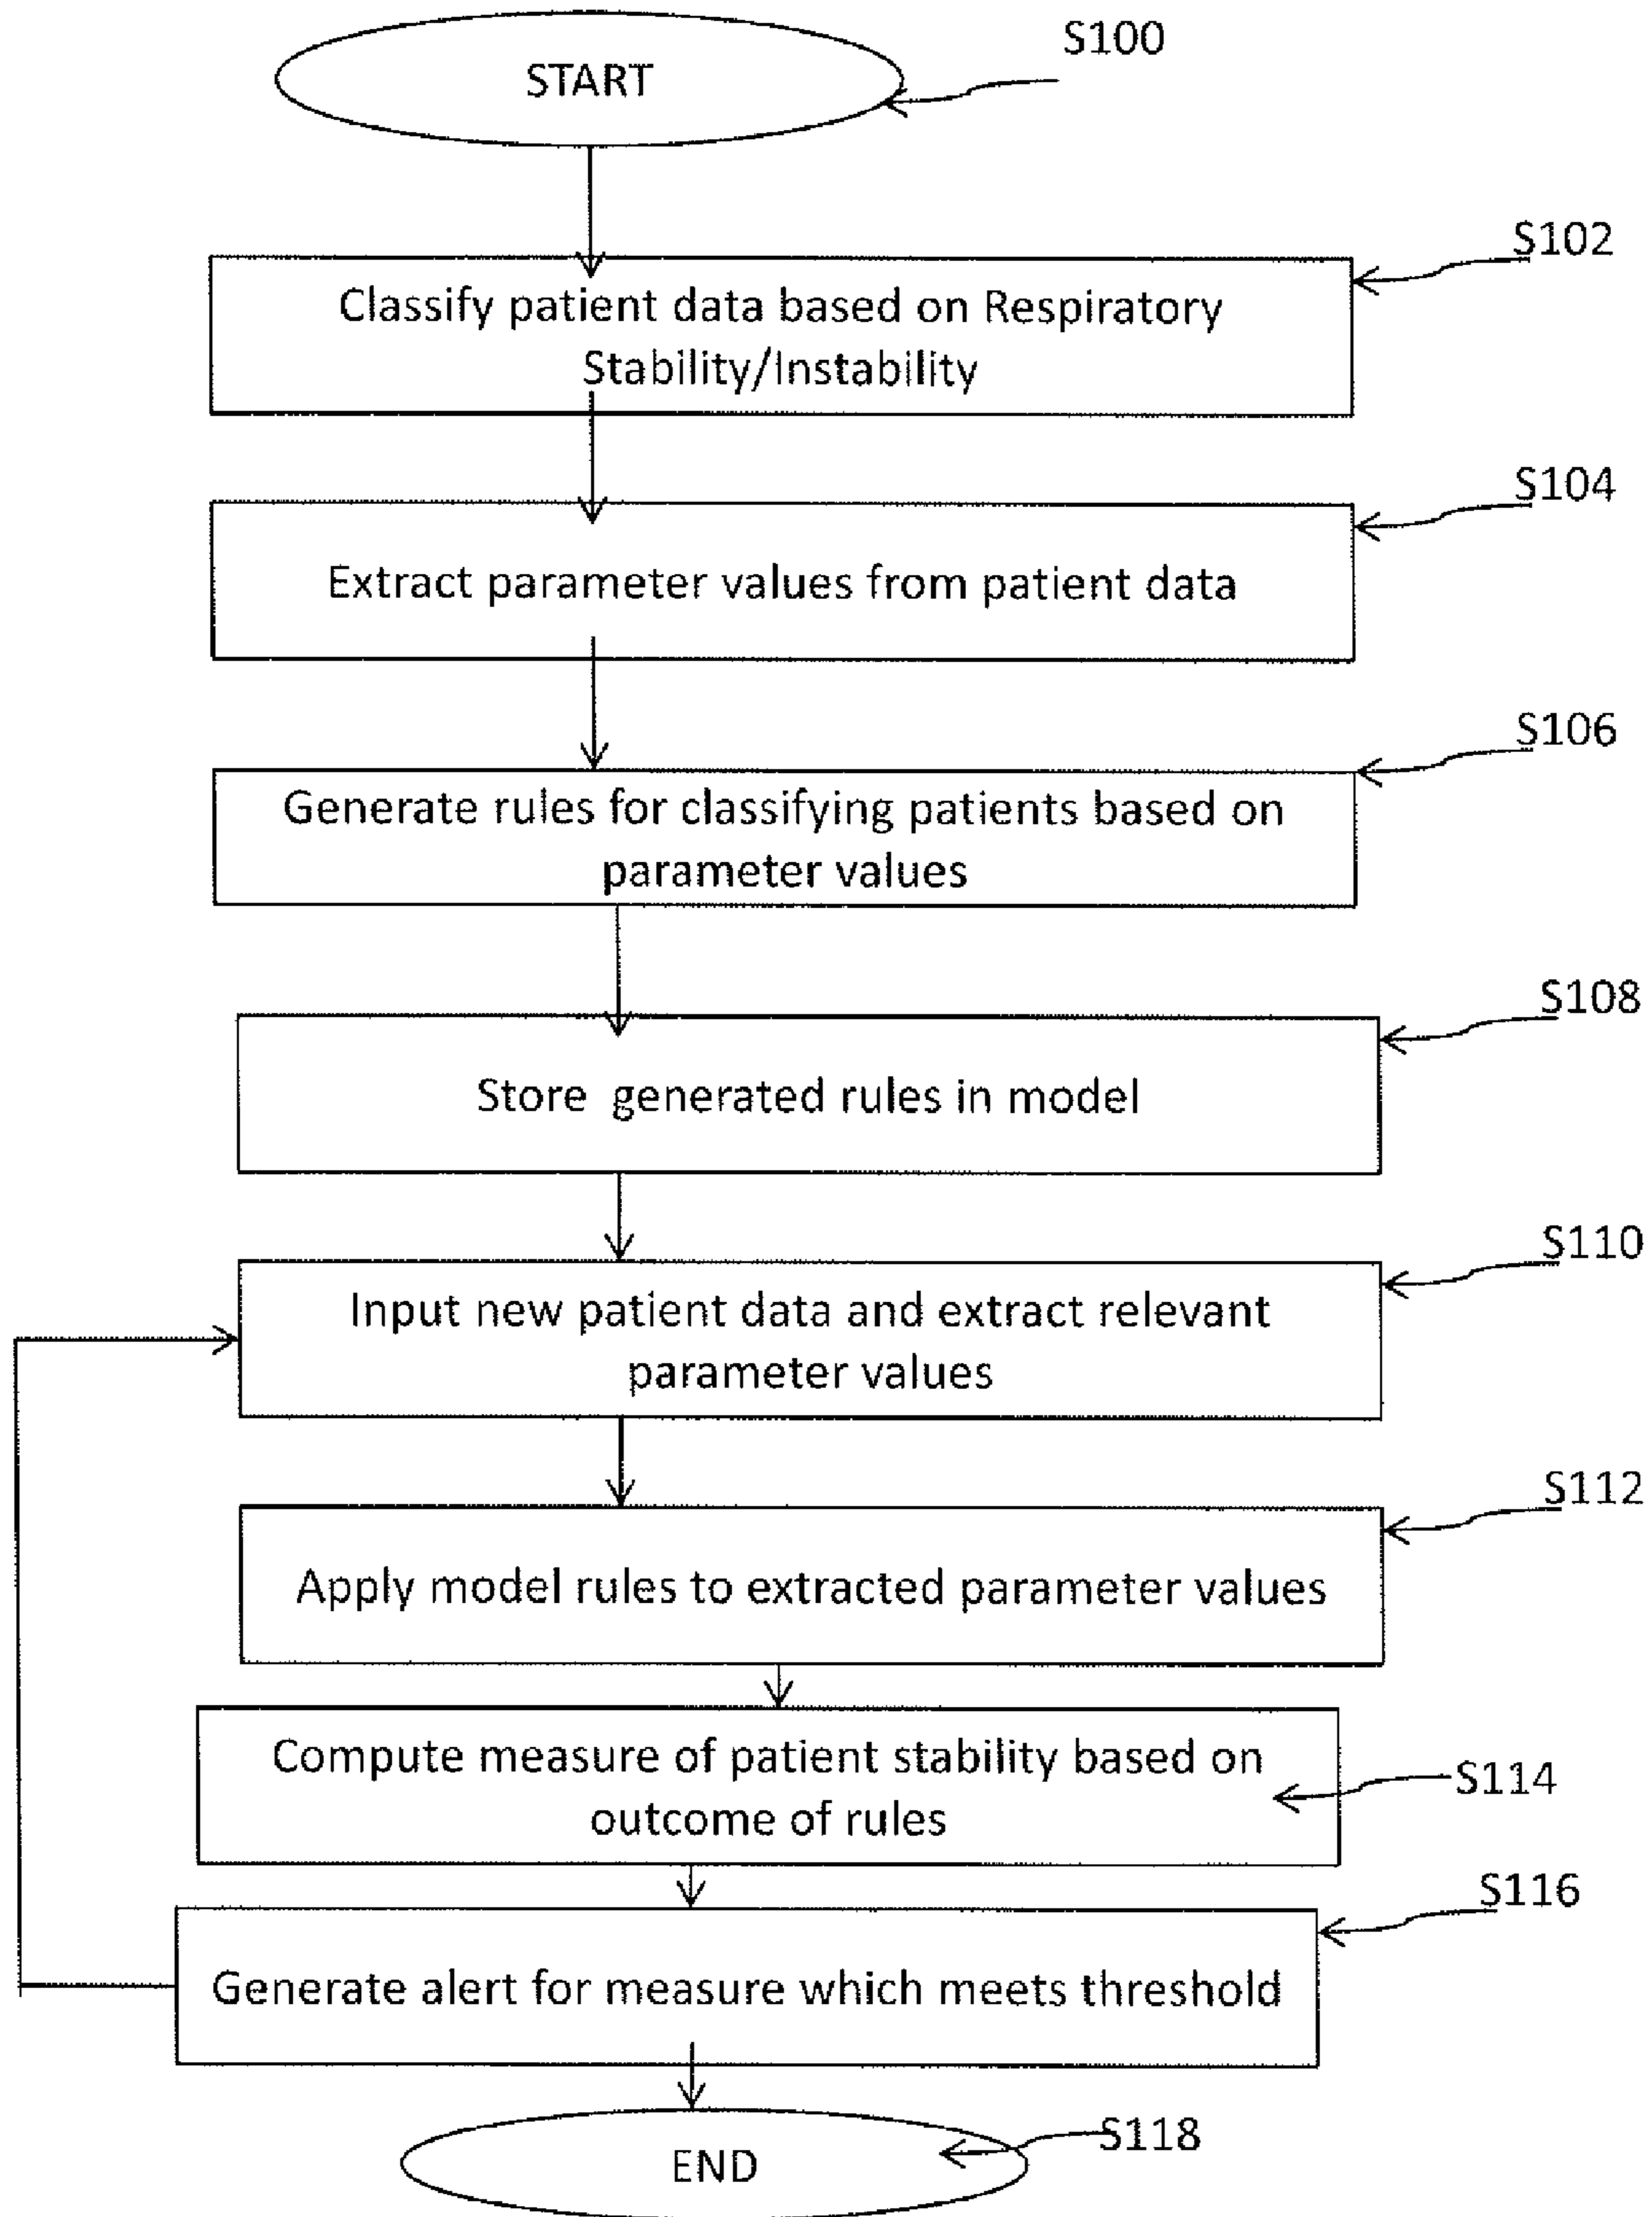 START
S100
S102
Classify patient data based on Respiratory
Stability/Instability
S104
Extract parameter values from patient data
S106
Generate rules for classifying patients based on
parameter values
S108
Store generated rules in model
S110
Input new patient data and extract relevant
parameter values
S112
Apply model rules to extracted parameter values
Compute measure of patient stability based on
outcome of rules
S114
S116
Generate alert for measure which meets threshold
S118
END